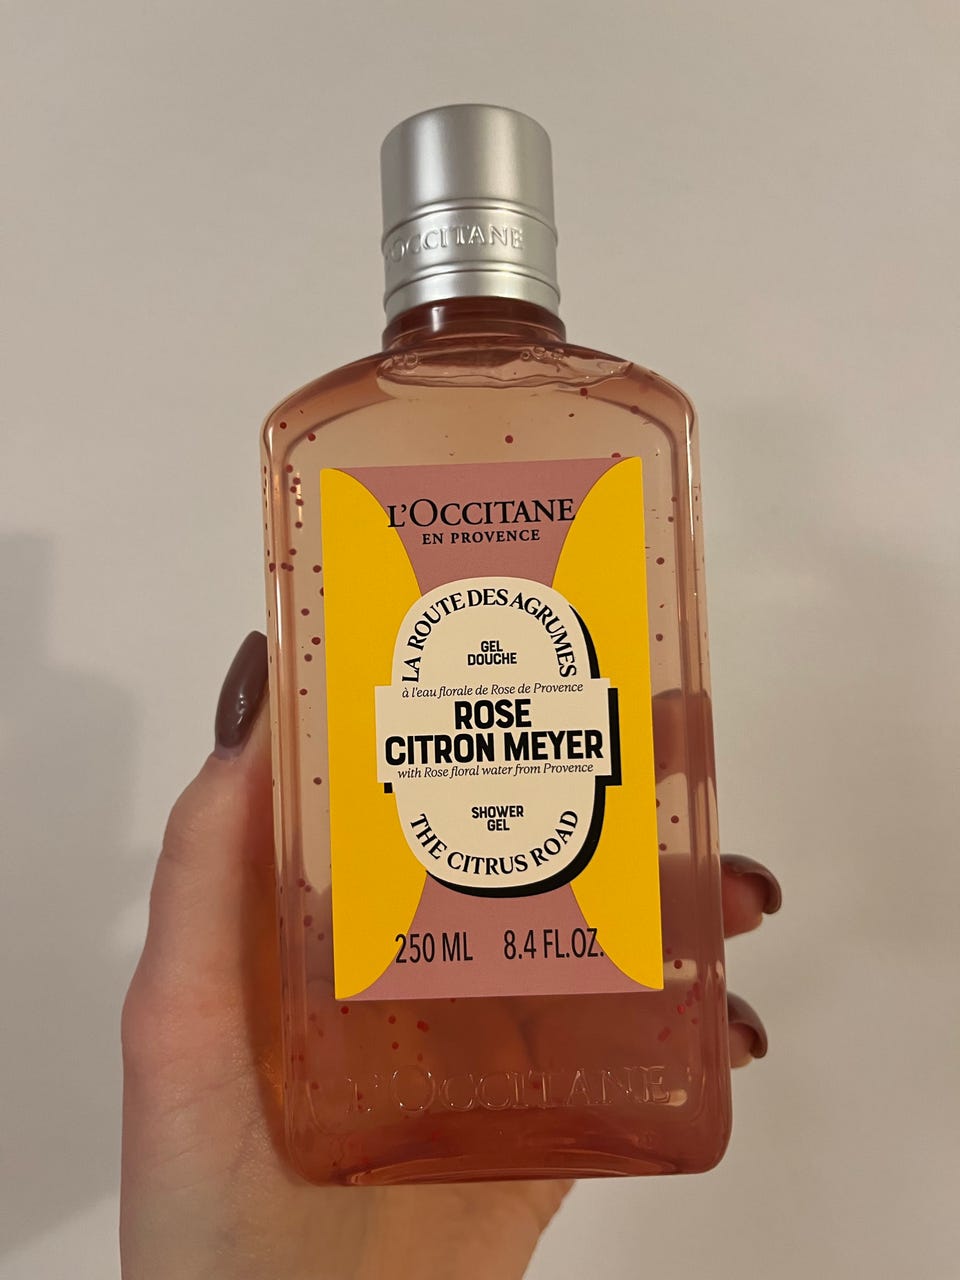 L'OCCITANE
L'OCCITANE
EN PROVENCE
LA ROUTE DES AGRUMES
GEL
DOUCHE
à l'eau florale de Rose de Provence
ROSE
CITRON MEYER
with Rose floral water from Provence
SHOWER
GEL
THE CITRUS ROAD
250 ML 8.4 FL.OZ.
L'OCCITANE